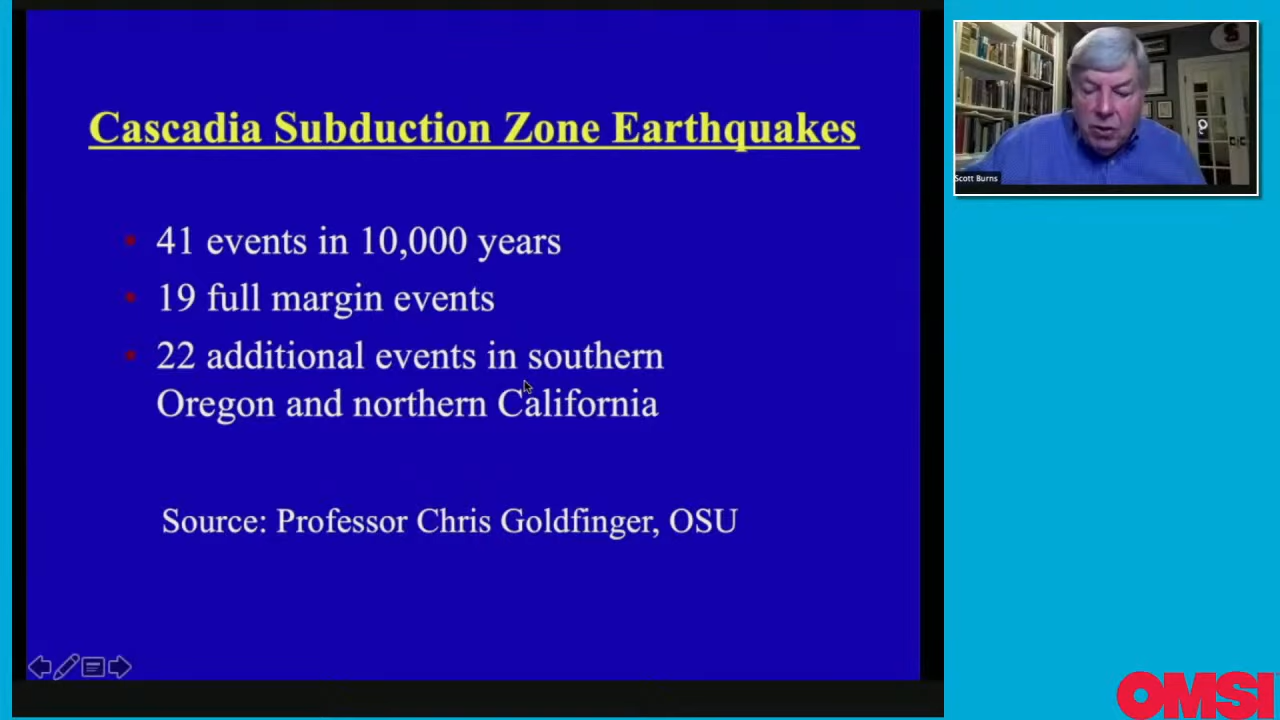 Cascadia Subduction Zone Earthquakes
41 events in 10,000 years
19 full margin events
22 additional events in southern
Oregon and northern California
Source: Professor Chris Goldfinger, OSU
Scott Burns
OMSI